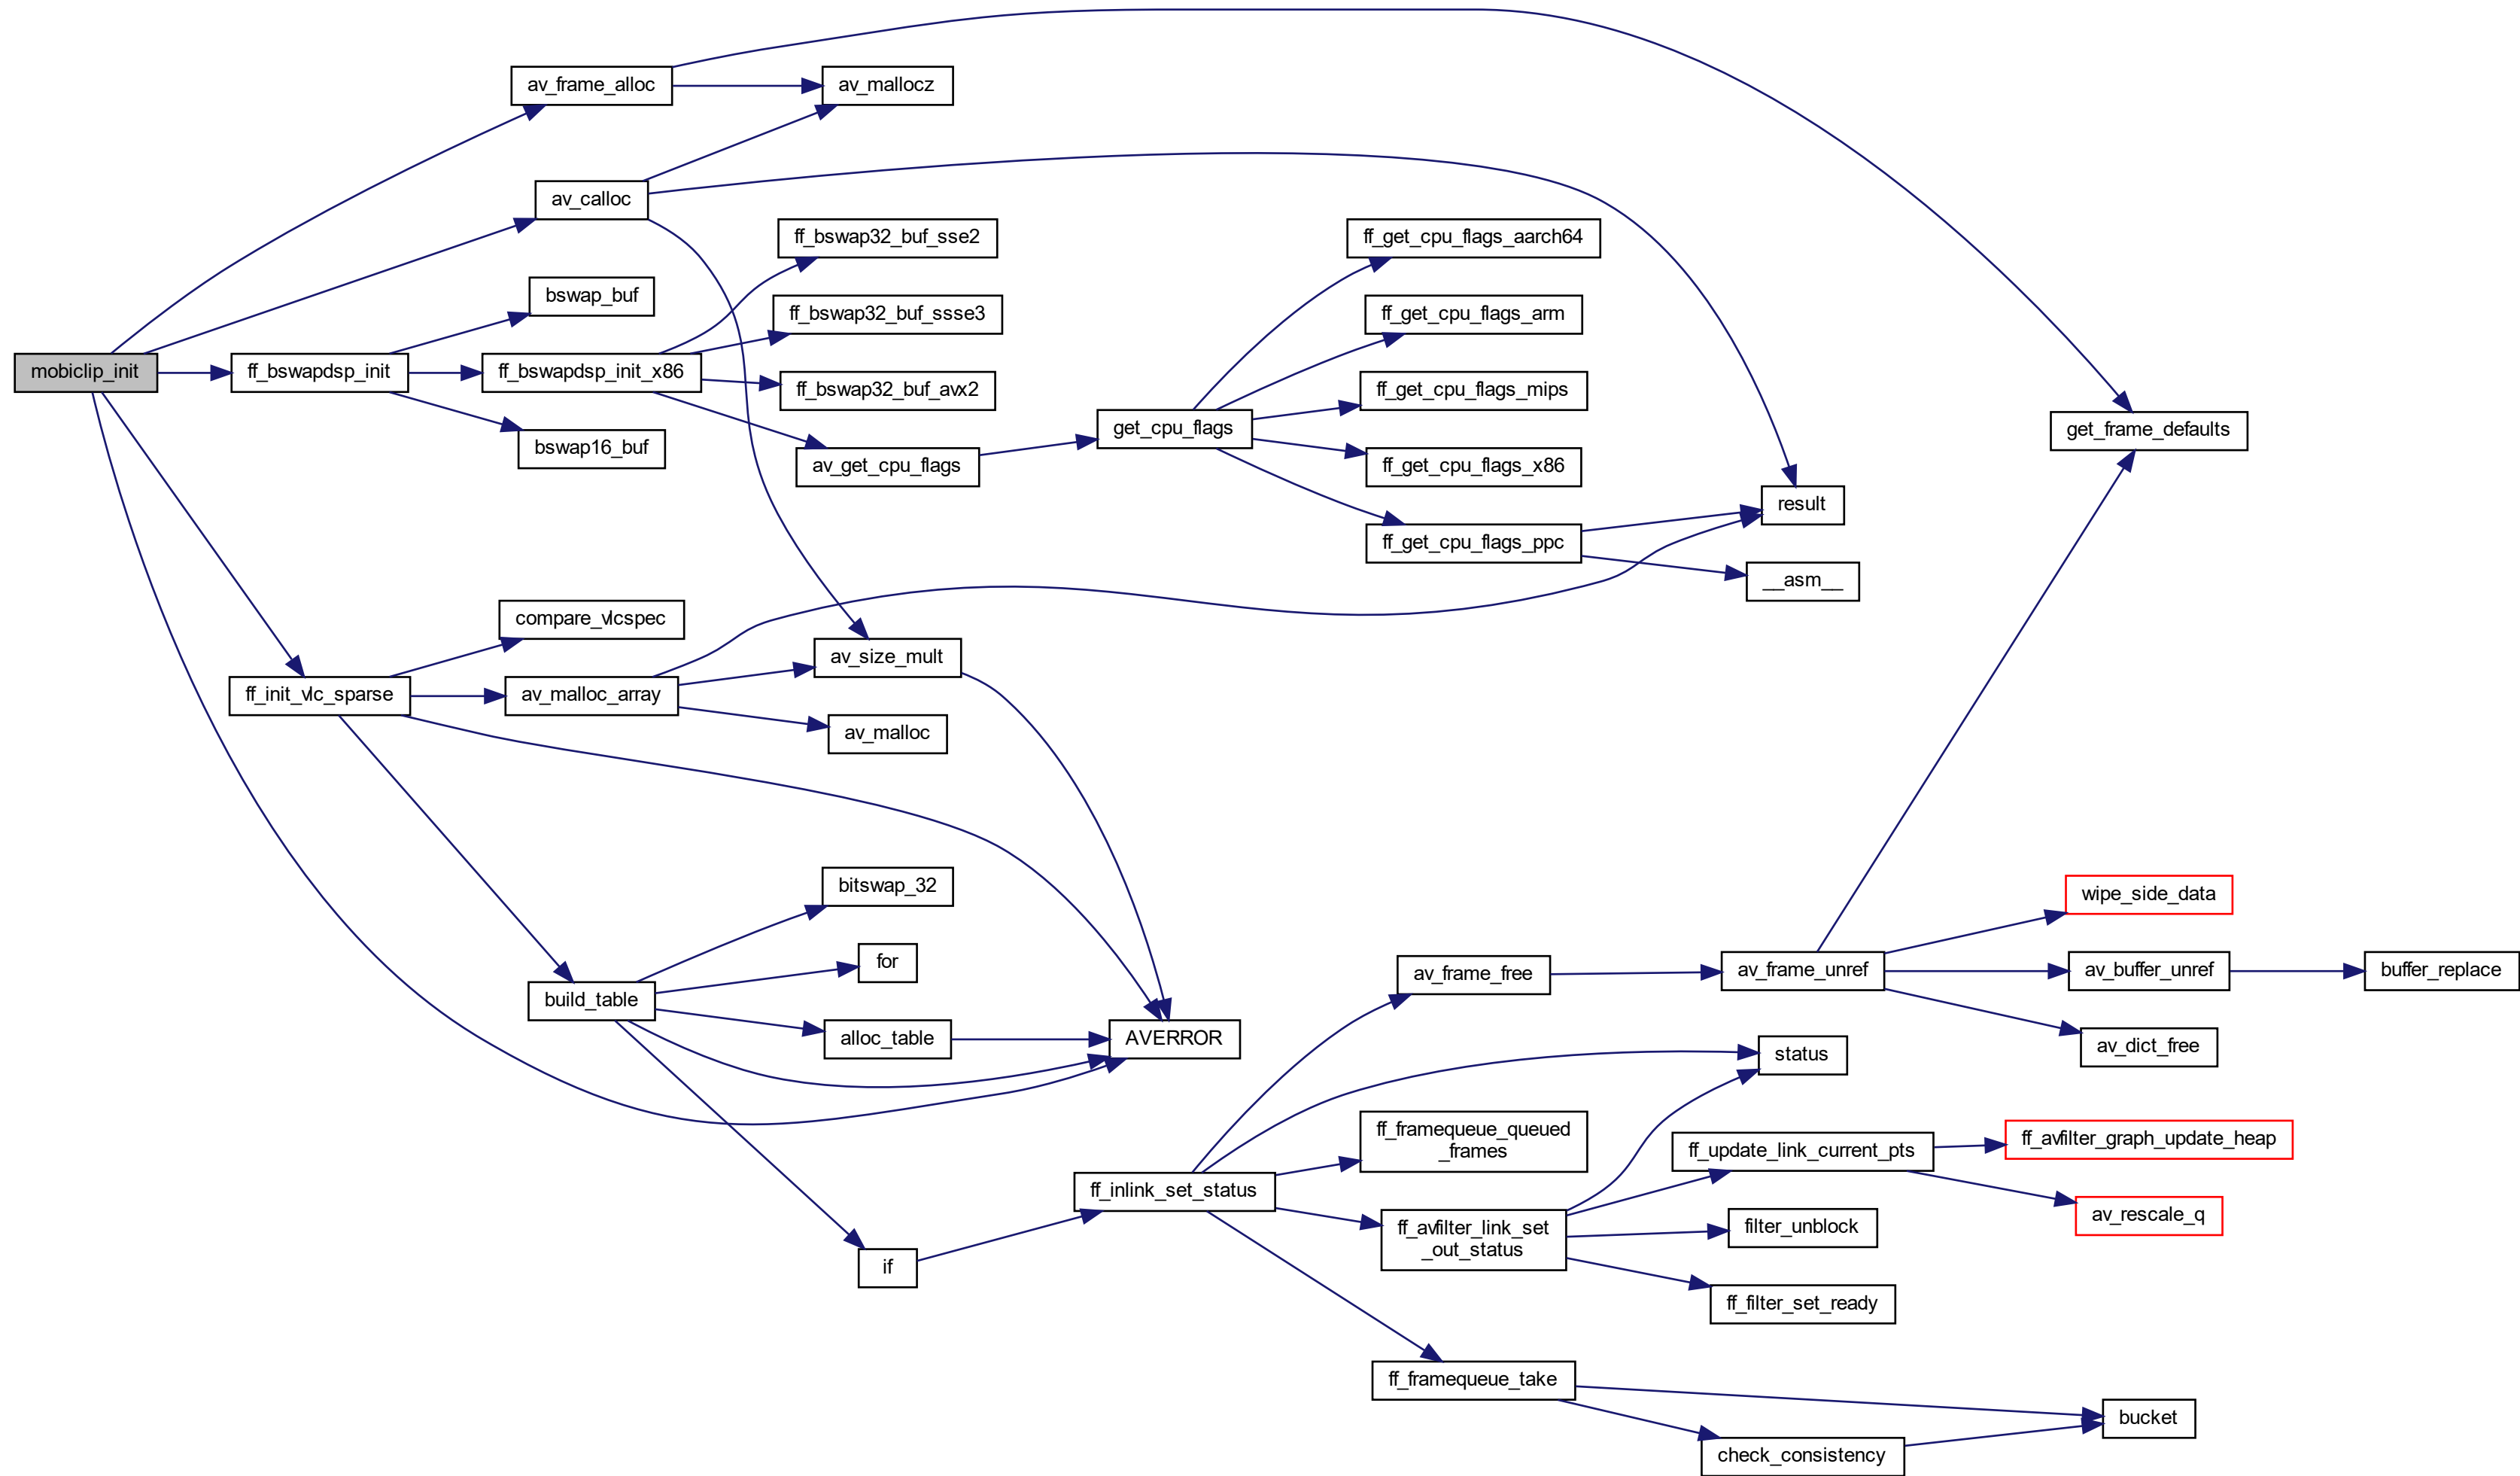 av_frame_alloc
av_mallocz
av_calloc
ff_bswap32_buf_sse2
ff_get_cpu_flags_aarch64
bswap_buf
ff_bswap32_buf_ssse3
ff_get_cpu_flags_arm
mobiclip_init
ff_bswapdsp_init
ff_bswapdsp_init_x86
ff_bswap32_buf_avx2
ff_get_cpu_flags_mips
get_cpu_flags
get_frame_defaults
bswap16_buf
av_get_cpu_flags
ff_get_cpu_flags_x86
result
ff_get_cpu_flags_ppc
__asm__
compare_vlcspec
av_size_mult
ff_init_vlc_sparse
av_malloc_array
av_malloc
bitswap_32
wipe_side_data
for
av_frame_free
av_frame_unref
av_buffer_unref
buffer_replace
build_table
alloc_table
AVERROR
status
av_dict_free
ff_framequeue_queued
_frames
ff_update_link_current_pts
ff_avfilter_graph_update_heap
ff_inlink_set_status
av_rescale_q
ff_avfilter_link_set
_out_status
filter_unblock
if
ff_filter_set_ready
ff_framequeue_take
bucket
check_consistency